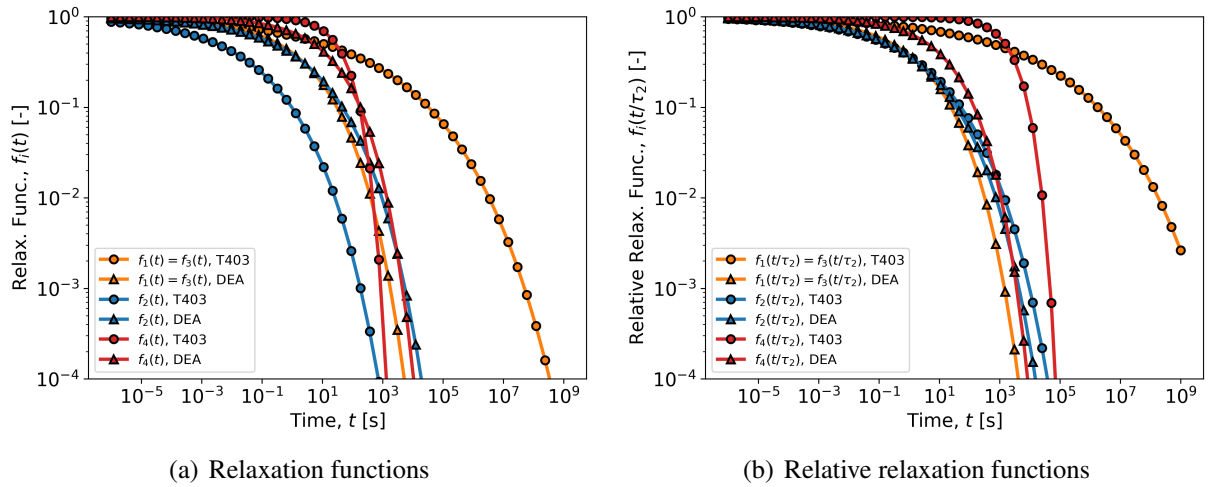 Relax. Func., f_i(t) [-]
10^0
10^−1
10^−2
10^−3
10^−4
f_1(t) = f_3(t), T403
f_1(t) = f_3(t), DEA
f_2(t), T403
f_2(t), DEA
f_4(t), T403
f_4(t), DEA
10^−5 10^−3 10^−1 10^1 10^3 10^5 10^7 10^9
Time, t [s]
(a) Relaxation functions
Relative Relax. Func., f_i(t/τ_2) [-]
10^0
10^−1
10^−2
10^−3
10^−4
f_1(t/τ_2) = f_3(t/τ_2), T403
f_1(t/τ_2) = f_3(t/τ_2), DEA
f_2(t/τ_2), T403
f_2(t/τ_2), DEA
f_4(t/τ_2), T403
f_4(t/τ_2), DEA
10^−5 10^−3 10^−1 10^1 10^3 10^5 10^7 10^9
Time, t [s]
(b) Relative relaxation functions